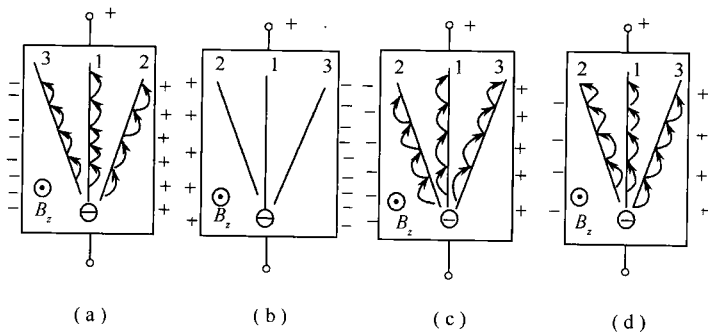 + + + +
3 1 2 2 1 3 2 1 3 2 1 3
− − − − − − −
+ + + + + + +
+ + + + + + +
− − − − − − − − −
− − − − − − −
+ + + + +
− − −
+ + + +
⊙ ⊖ ⊙ ⊖ ⊙ ⊖ ⊙ ⊖
B_z B_z B_z B_z
(a) (b) (c) (d)